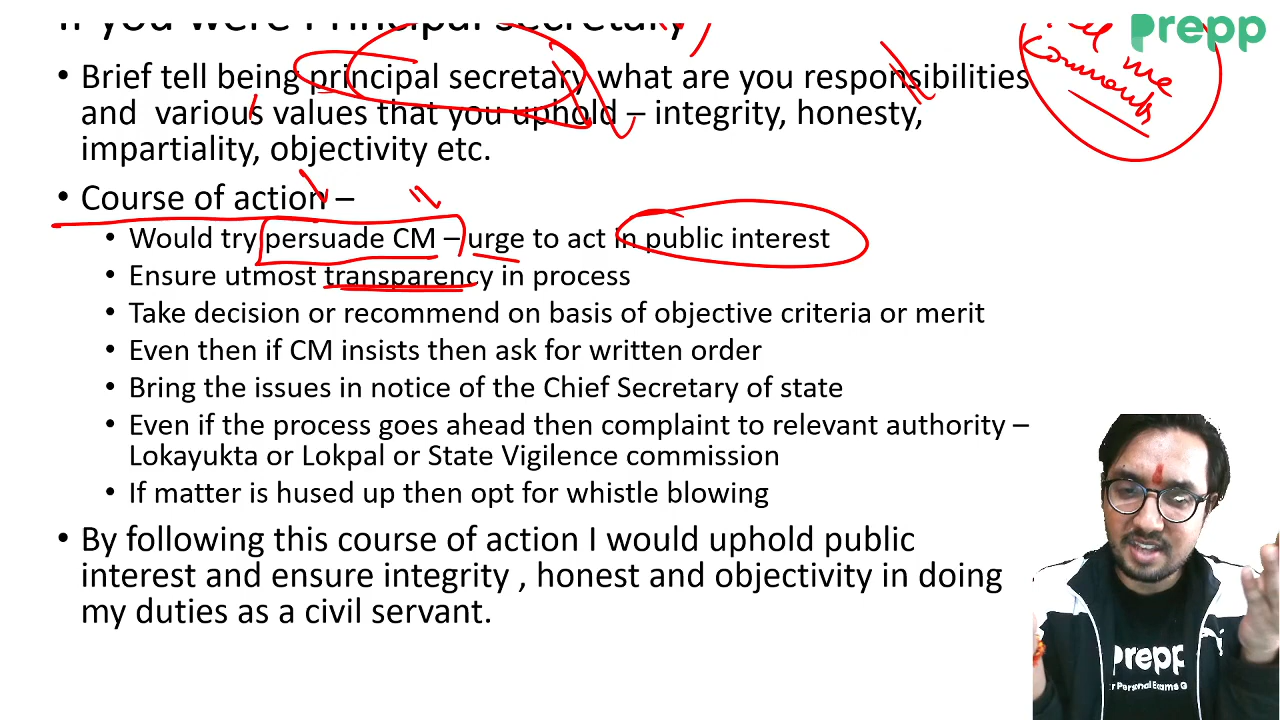 If you were Principal secretary
prepp
tell
me
comments
• Brief tell being principal secretary what are you responsibilities
and various values that you uphold – integrity, honesty,
impartiality, objectivity etc.
• Course of action –
• Would try persuade CM – urge to act in public interest
• Ensure utmost transparency in process
• Take decision or recommend on basis of objective criteria or merit
• Even then if CM insists then ask for written order
• Bring the issues in notice of the Chief Secretary of state
• Even if the process goes ahead then complaint to relevant authority –
Lokayukta or Lokpal or State Vigilence commission
• If matter is hused up then opt for whistle blowing
• By following this course of action I would uphold public
interest and ensure integrity , honest and objectivity in doing
my duties as a civil servant.
prepp
r Personal Exams G